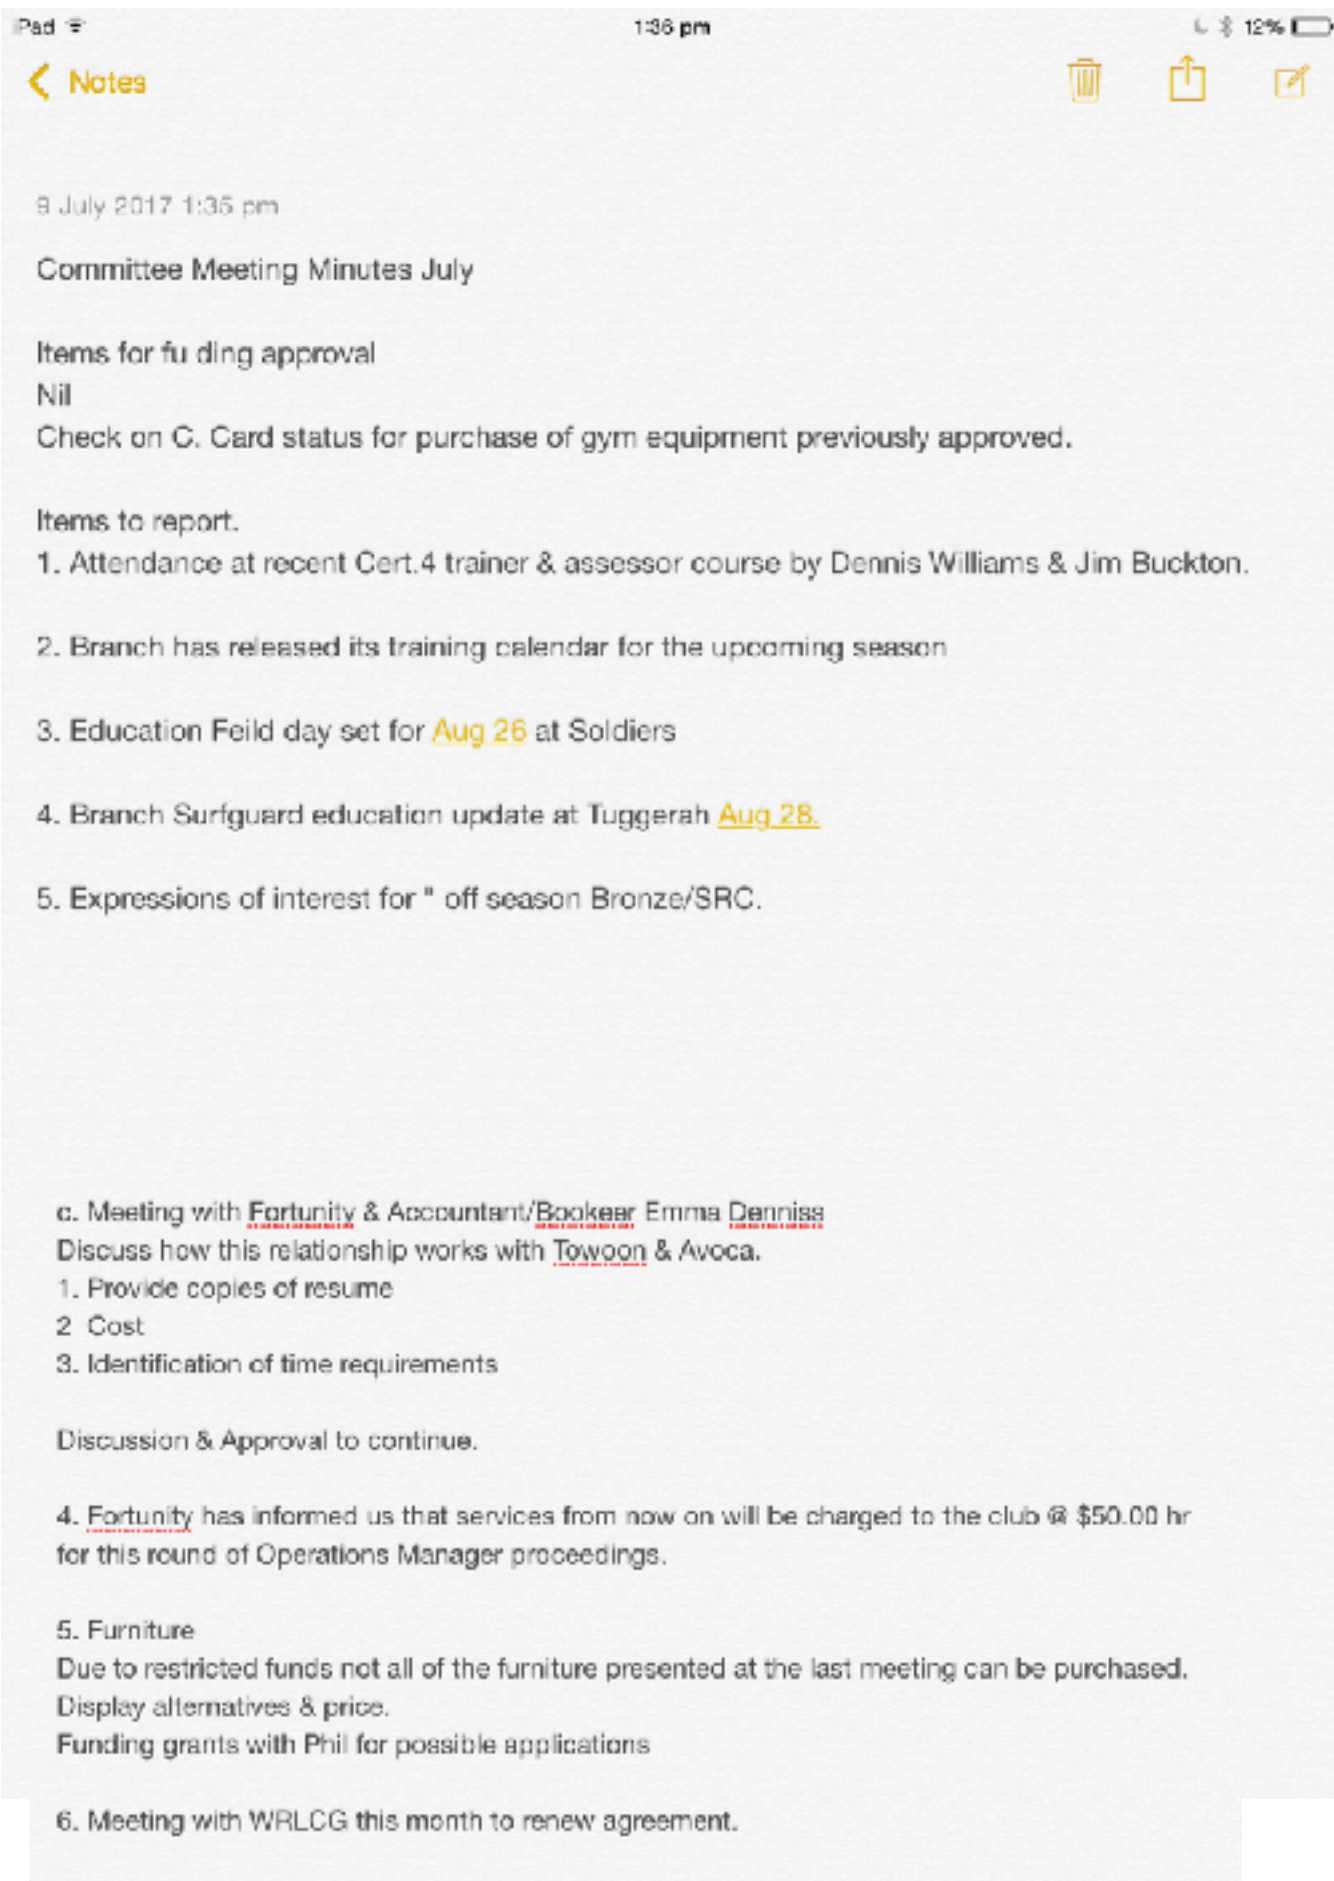 iPad
1:36 pm
12%
Notes
9 July 2017 1:35 pm
Committee Meeting Minutes July
Items for fu ding approval
Nil
Check on C. Card status for purchase of gym equipment previously approved.
Items to report.
1. Attendance at recent Cert.4 trainer & assessor course by Dennis Williams & Jim Buckton.
2. Branch has released its training calendar for the upcoming season
3. Education Feild day set for Aug 26 at Soldiers
4. Branch Surfguard education update at Tuggerah Aug 28.
5. Expressions of interest for " off season Bronze/SRC.
c. Meeting with Fortunity & Accountant/Bookeer Emma Denniss
Discuss how this relationship works with Towoon & Avoca.
1. Provide copies of resume
2 Cost
3. Identification of time requirements
Discussion & Approval to continue.
4. Fortunity has informed us that services from now on will be charged to the club @ $50.00 hr
for this round of Operations Manager proceedings.
5. Furniture
Due to restricted funds not all of the furniture presented at the last meeting can be purchased.
Display alternatives & price.
Funding grants with Phil for possible applications
6. Meeting with WRLCG this month to renew agreement.